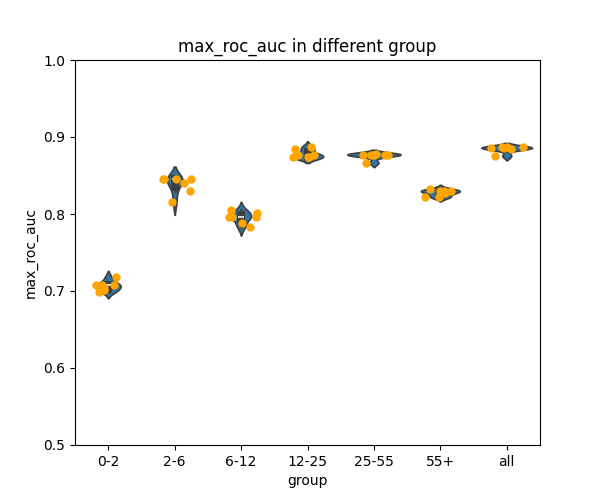 max_roc_auc in different group
max_roc_auc
1.0
0.9
0.8
0.7
0.6
0.5
0-2 2-6 6-12 12-25 25-55 55+ all
group